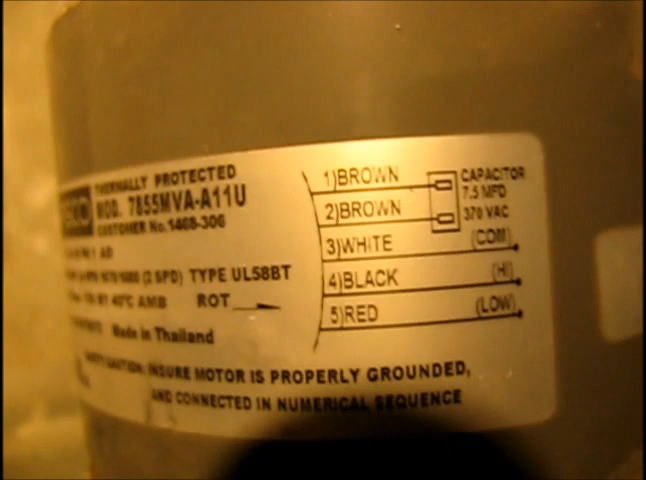 THERMALLY PROTECTED
MOD. 7855MVA-A11U
CUSTOMER No.1468-306
(2 SPD) TYPE UL58BT
40°C AMB ROT
Made in Thailand
1)BROWN
2)BROWN
3)WHITE (COM)
4)BLACK (HI)
5)RED (LOW)
CAPACITOR
7.5 MFD
370 VAC
CAUTION: INSURE MOTOR IS PROPERLY GROUNDED,
AND CONNECTED IN NUMERICAL SEQUENCE